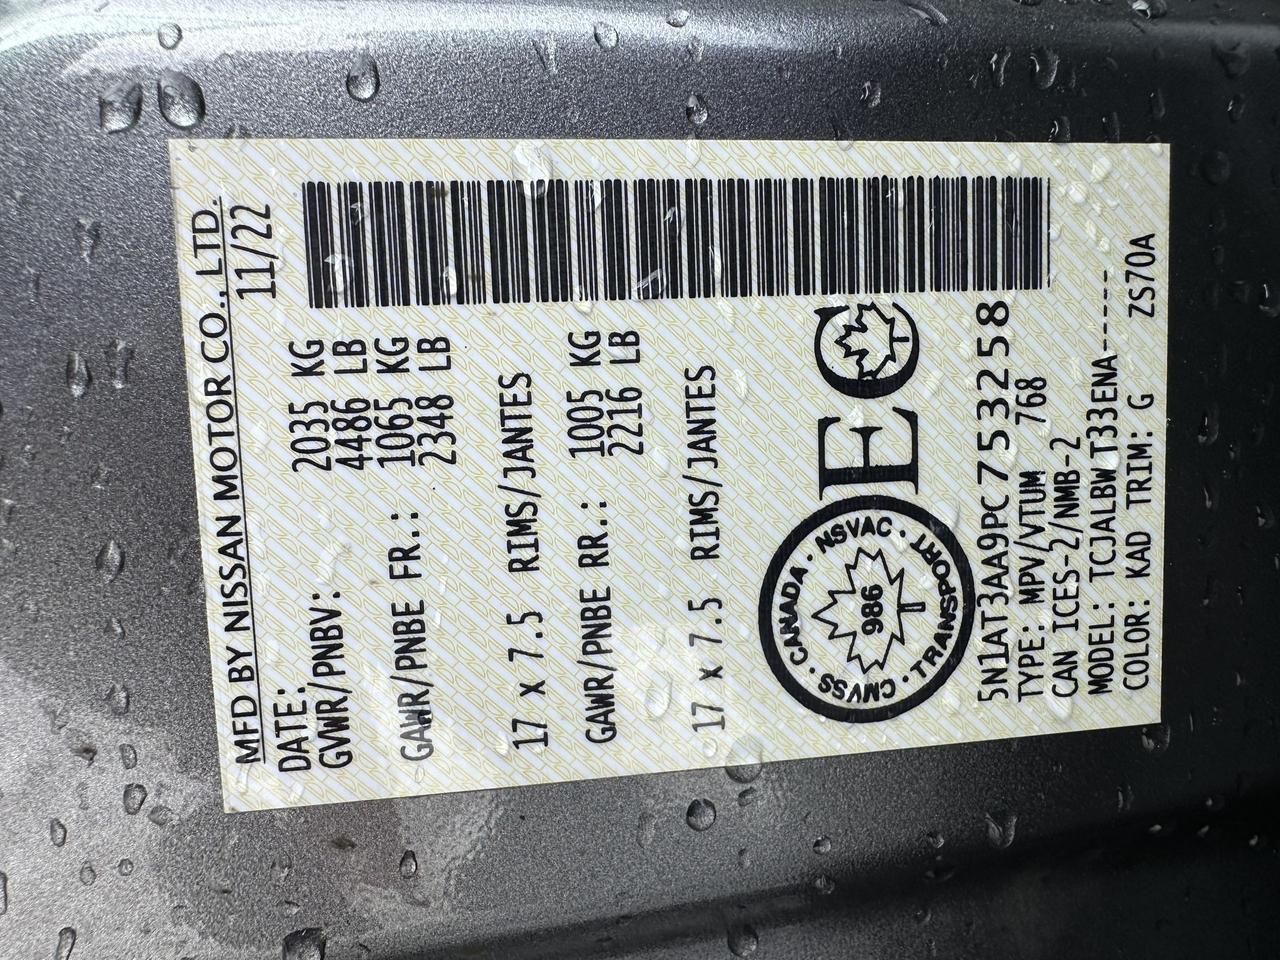 MFD BY NISSAN MOTOR CO., LTD.
DATE: 11/22
GVWR/PNBV: 2035 KG
4486 LB
GAWR/PNBE FR.: 1065 KG
2348 LB
17 x 7.5 RIMS/JANTES
GAWR/PNBE RR.: 1005 KG
2216 LB
17 x 7.5 RIMS/JANTES
CANADA · NSVAC · TRANSPORT · CMVSS ·
986
EC
5N1AT3AA9PC753258
TYPE: MPV/VTUM 768
CAN ICES-2/NMB-2
MODEL: TCJALBWT33ENA------
COLOR: KAD TRIM: G ZS70A